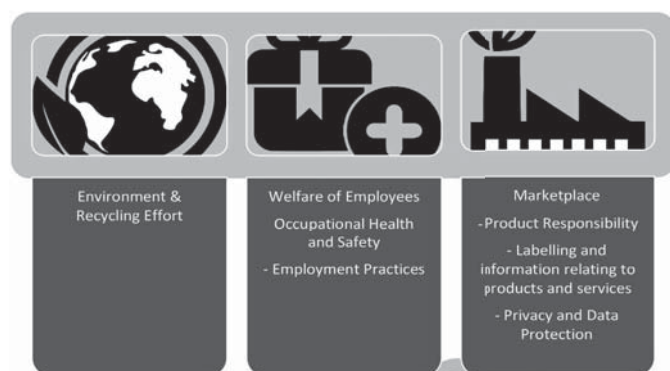 Environment &
Recycling Effort
Welfare of Employees
Occupational Health
and Safety
- Employment Practices
Marketplace
-Product Responsibility
- Labelling and
information relating to
products and services
- Privacy and Data
Protection